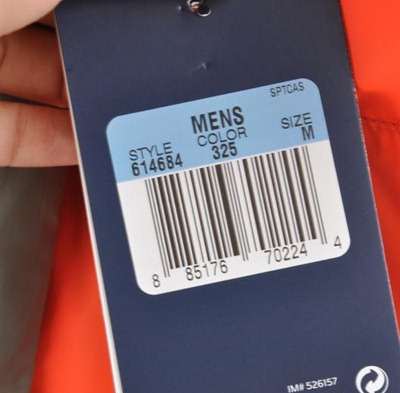 SPTCAS
MENS
STYLE COLOR SIZE
614684 325 M
8 85176 70224 4
IM# 526157